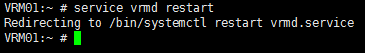 VRM01:~ # service vrmd restart
Redirecting to /bin/systemctl restart vrmd.service
VRM01:~ #